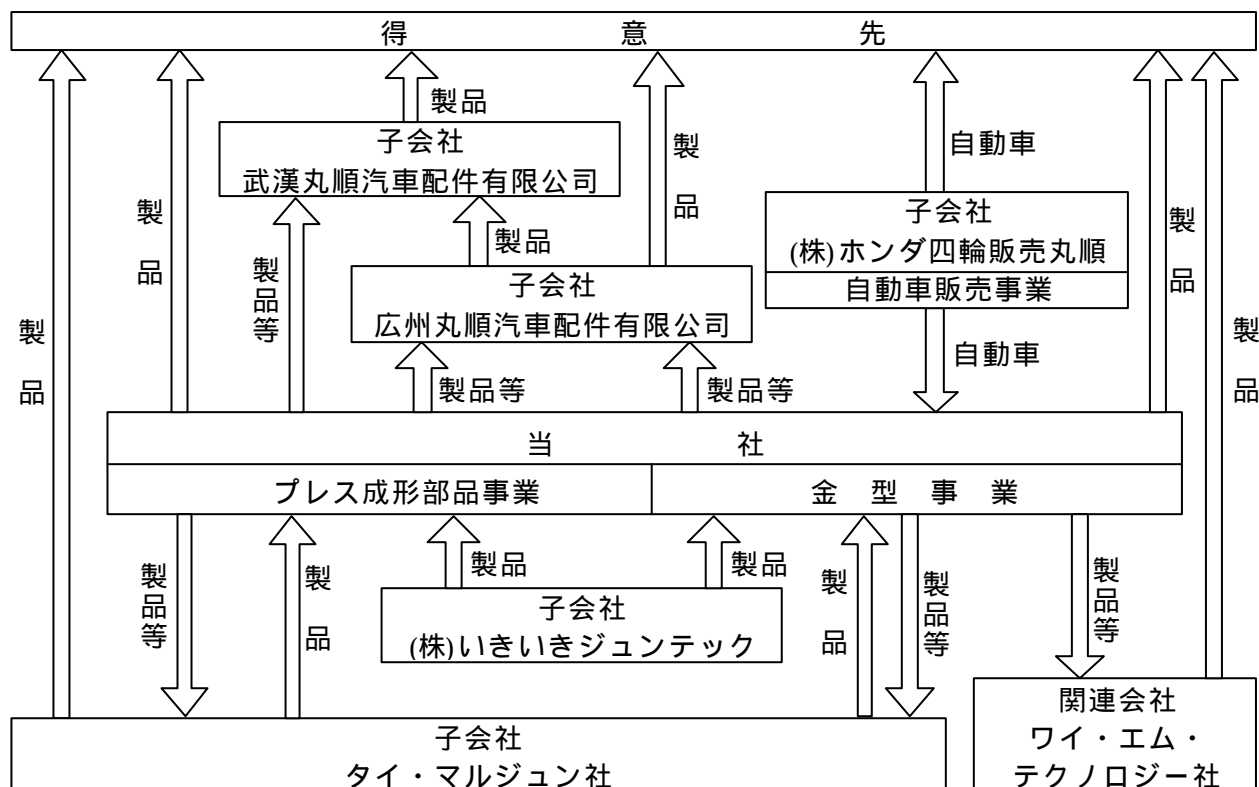 得意先
製品
子会社
武漢丸順汽車配件有限公司
製品
自動車
製品
製品等
製品
子会社
(株)ホンダ四輪販売丸順
自動車販売事業
製品
子会社
広州丸順汽車配件有限公司
製品
製品等
製品等
自動車
製品
当社
プレス成形部品事業
金型事業
製品等
製品
製品
製品
製品
製品等
製品等
子会社
(株)いきいきジュンテック
子会社
タイ・マルジュン社
関連会社
ワイ・エム・
テクノロジー社